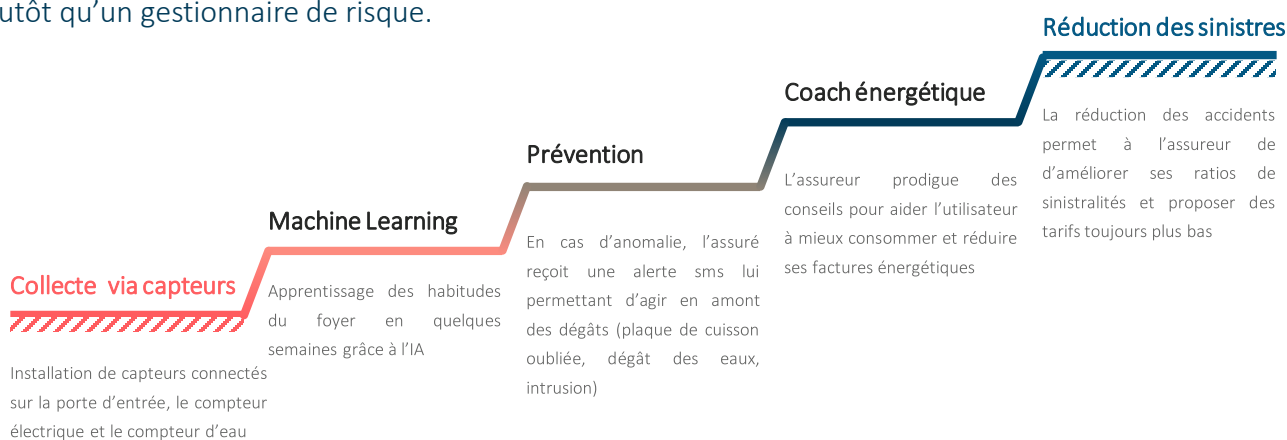 qu'un gestionnaire de risque.
Collecte via capteurs
Installation de capteurs connectés
sur la porte d'entrée, le compteur
électrique et le compteur d'eau
Machine Learning
Apprentissage des habitudes
du foyer en quelques
semaines grâce à l'IA
Prévention
En cas d'anomalie, l'assuré
reçoit une alerte sms lui
permettant d'agir en amont
des dégâts (plaque de cuisson
oubliée, dégât des eaux,
intrusion)
Coach énergétique
L'assureur prodigue des
conseils pour aider l'utilisateur
à mieux consommer et réduire
ses factures énergétiques
Réduction des sinistres
La réduction des accidents
permet à l'assureur de
d'améliorer ses ratios de
sinistralités et proposer des
tarifs toujours plus bas